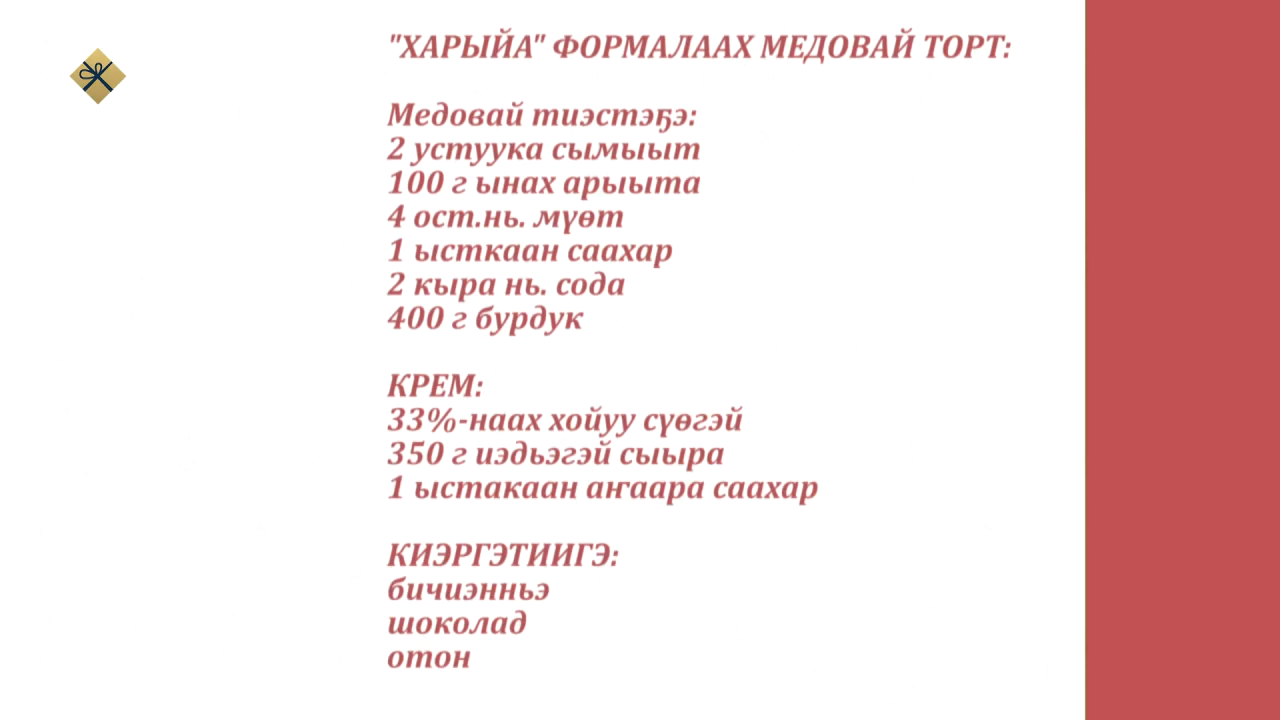 "ХАРЫЙА" ФОРМАЛААХ МЕДОВАЙ ТОРТ:
Медовай тиэстэҕэ:
2 устуука сымыыт
100 г ынах арыыта
4 ост.нь. мүөт
1 ысткаан саахар
2 кыра нь. сода
400 г бурдук
КРЕМ:
33%-наах хойуу сүөгэй
350 г иэдьэгэй сыыра
1 ыстакаан аҥаара саахар
КИЭРГЭТИИГЭ:
бичиэнньэ
шоколад
отон